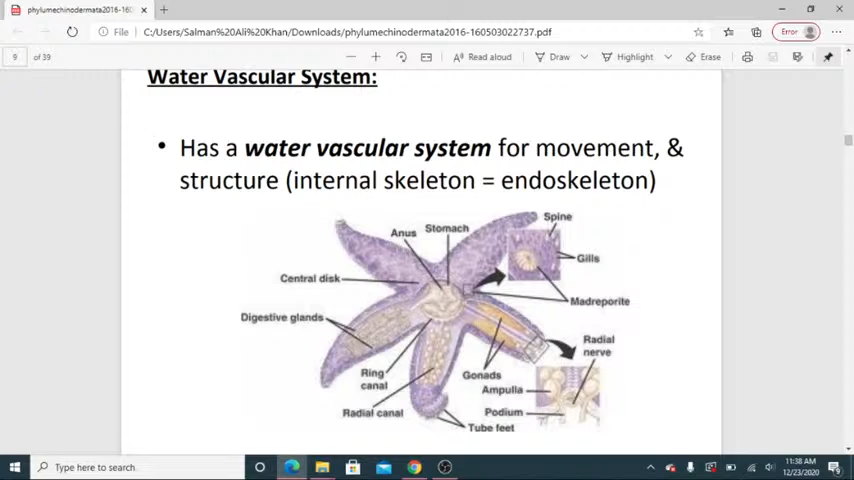 phylumechinodermata2016-160
File
C:/Users/Salman%20Ali%20Khan/Downloads/phylumechinodermata2016-160503022737.pdf
Error
9
of 39
Read aloud
Draw
Highlight
Erase
Water Vascular System:
• Has a water vascular system for movement, &
structure (internal skeleton = endoskeleton)
Spine
Anus
Stomach
Gills
Central disk
Madreporite
Digestive glands
Radial
nerve
Ring
canal
Gonads
Ampulla
Radial canal
Podium
Tube feet
Type here to search
11:38 AM
12/23/2020